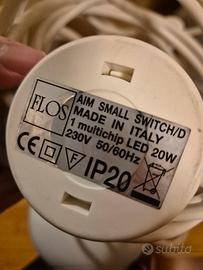 FLOS
AIM SMALL SWITCH/D
MADE IN ITALY
1 multichip LED 20W
230V 50/60Hz
CE F IP20
subito